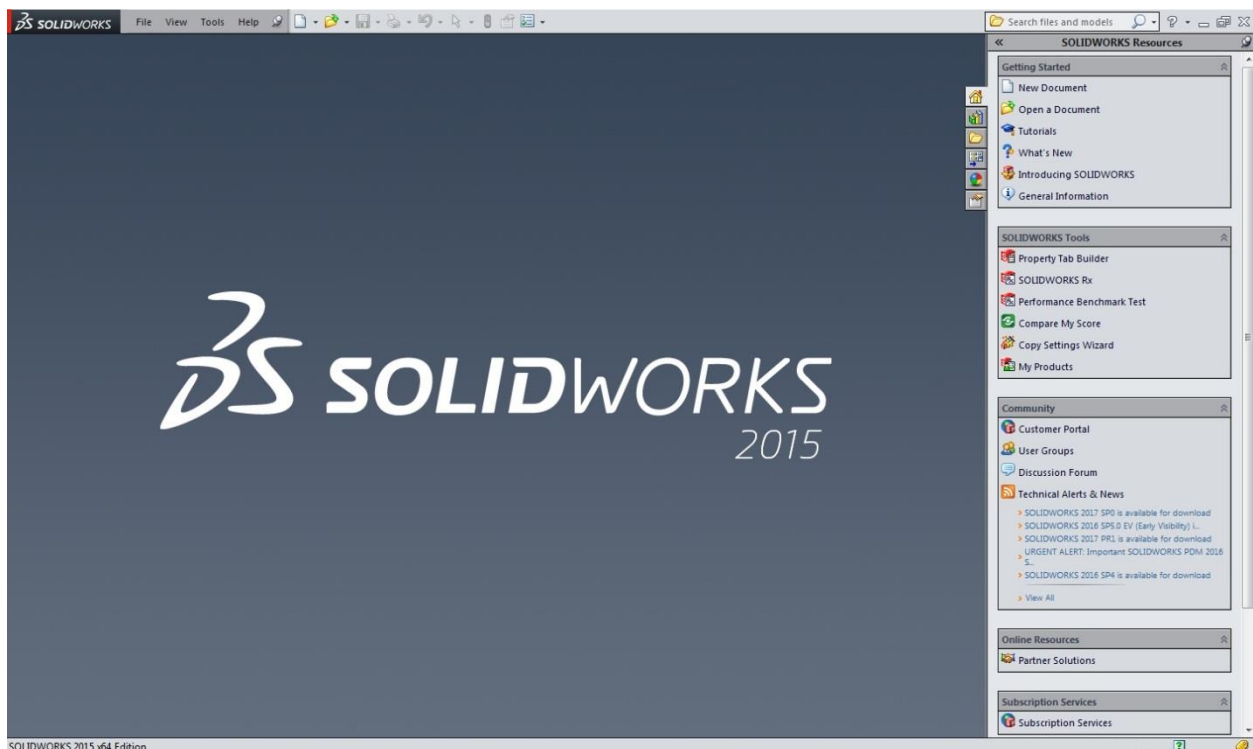 SOLIDWORKS File View Tools Help Search files and models
SOLIDWORKS Resources
Getting Started
New Document
Open a Document
Tutorials
What's New
Introducing SOLIDWORKS
General Information
SOLIDWORKS Tools
Property Tab Builder
SOLIDWORKS Rx
Performance Benchmark Test
Compare My Score
Copy Settings Wizard
My Products
SOLIDWORKS
2015
Community
Customer Portal
User Groups
Discussion Forum
Technical Alerts & News
SOLIDWORKS 2017 SP0 is available for download
SOLIDWORKS 2016 SP5.0 EV (Early Visibility) i...
SOLIDWORKS 2017 PR1 is available for download
URGENT ALERT: Important SOLIDWORKS PDM 2016
S...
SOLIDWORKS 2016 SP4 is available for download
View All
Online Resources
Partner Solutions
Subscription Services
Subscription Services
SOLIDWORKS 2015 x64 Edition